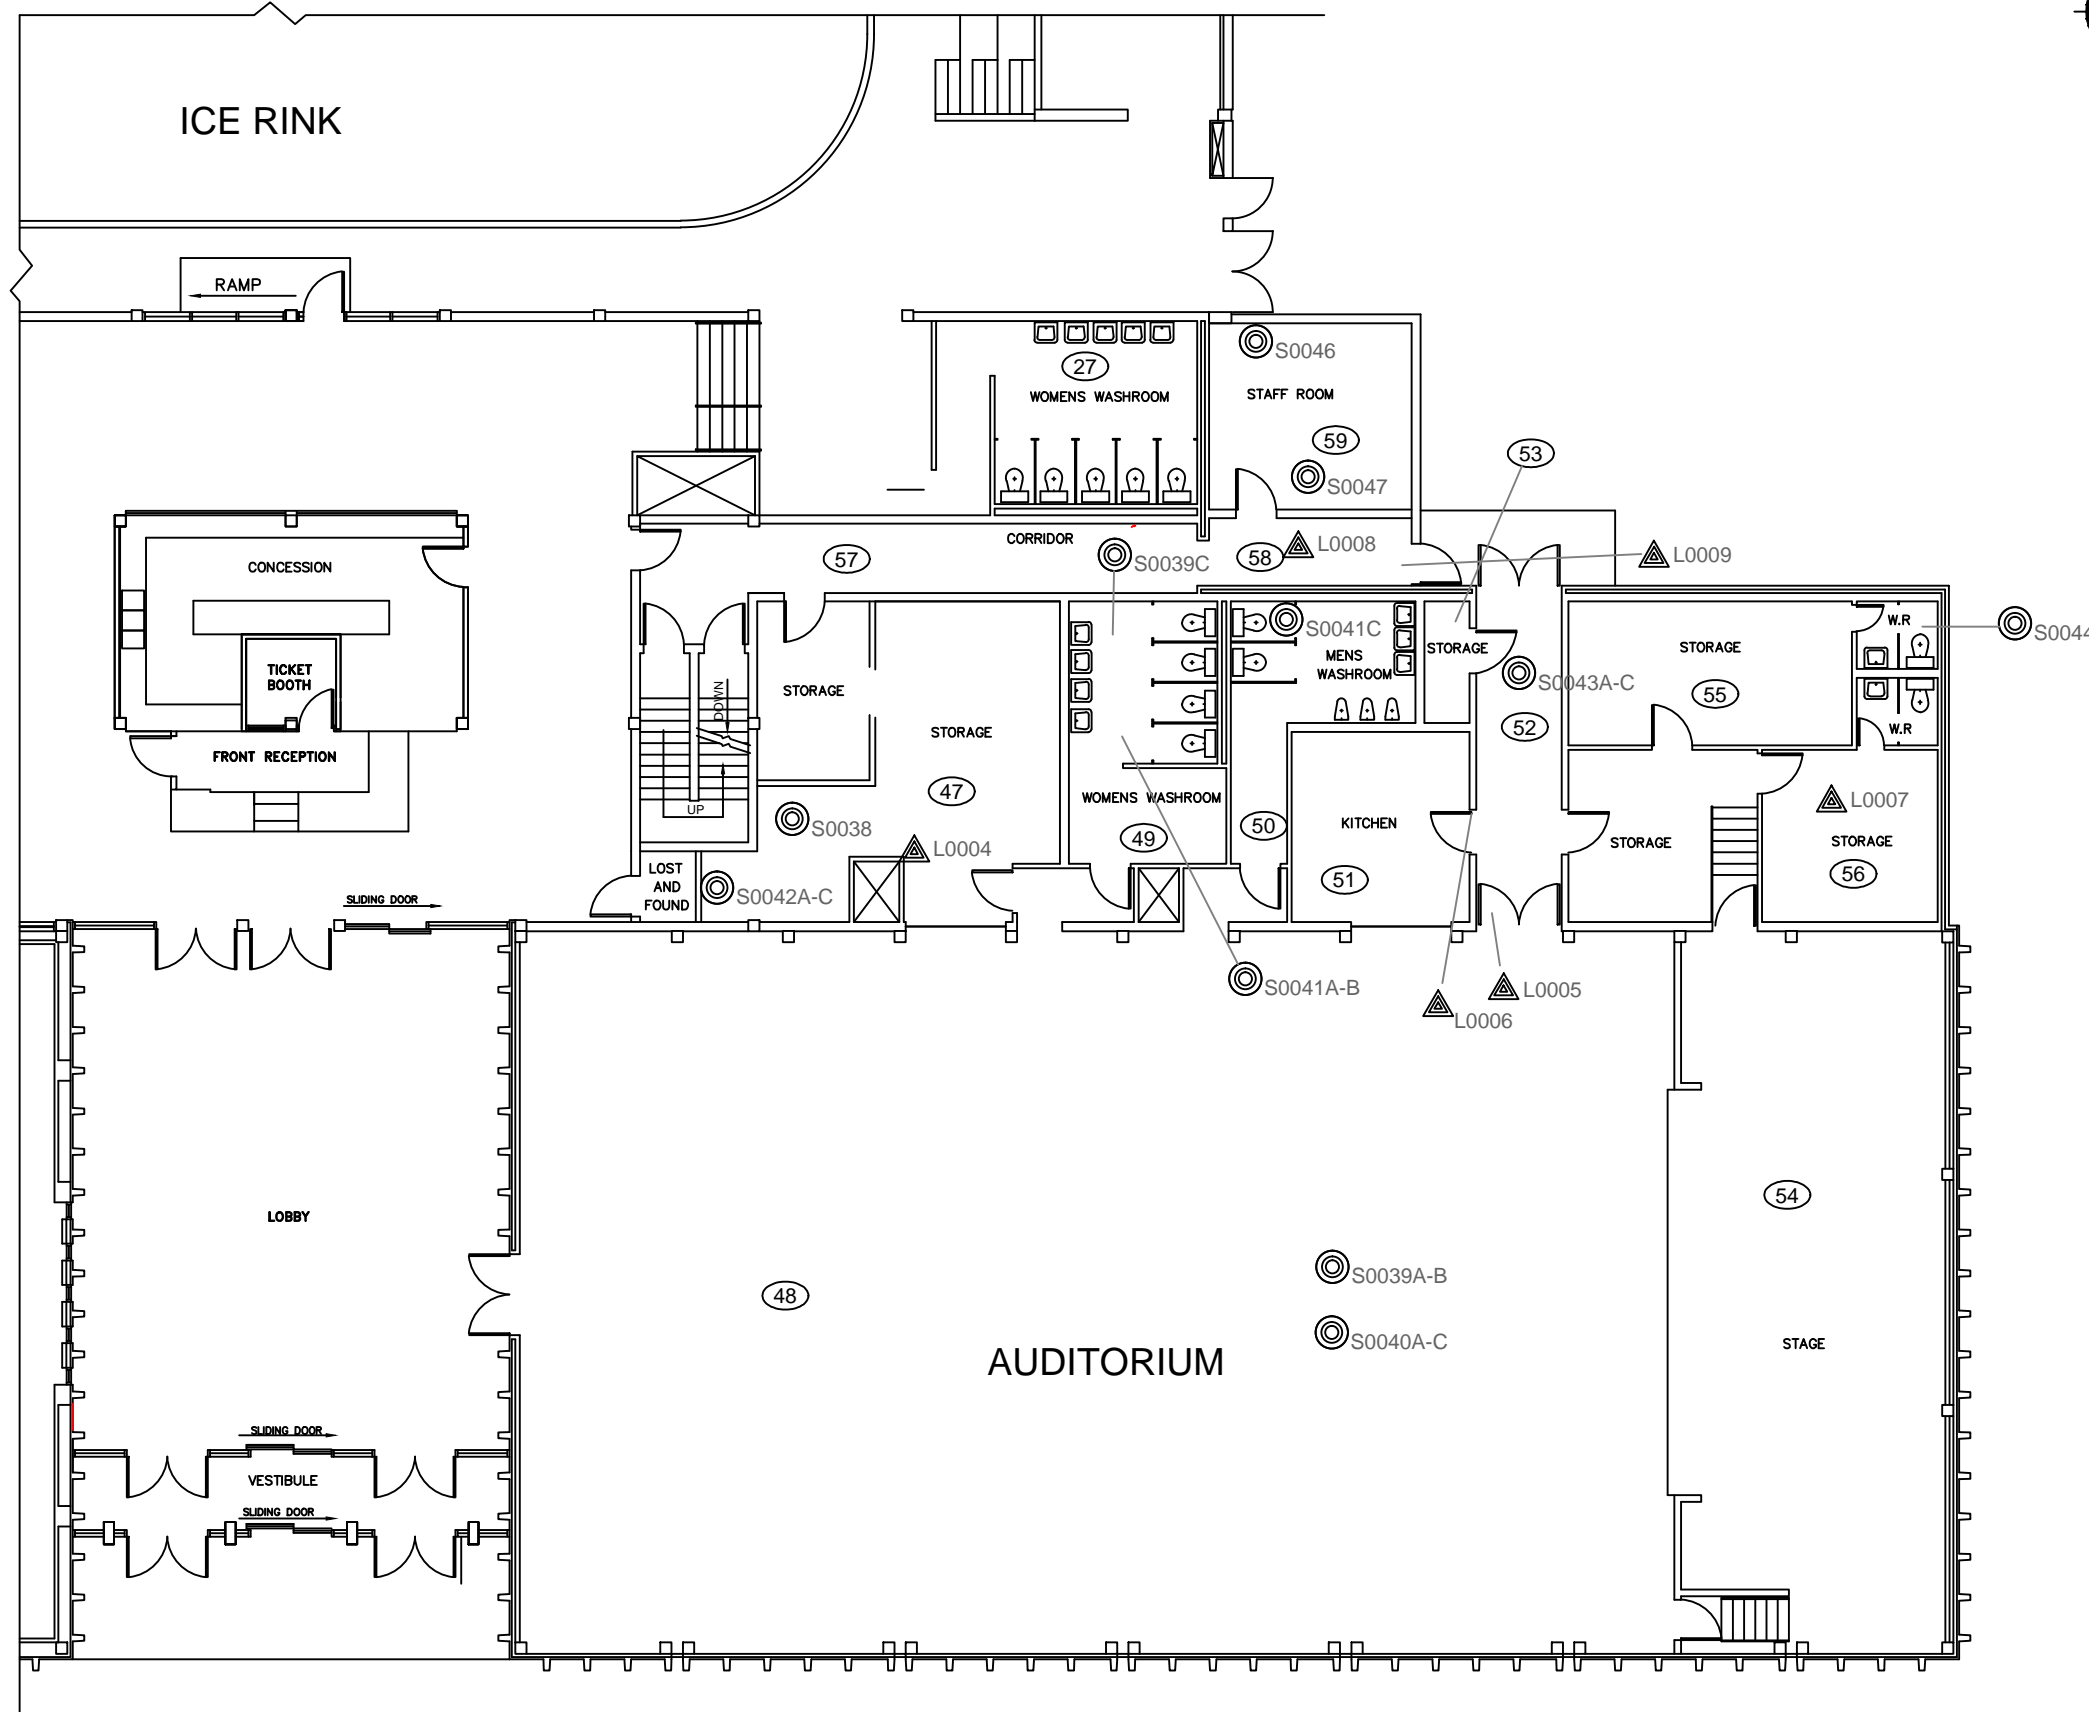 ICE RINK
RAMP
27
WOMENS WASHROOM
S0046
STAFF ROOM
59
S0047
53
CORRIDOR
57
S0039C
58
L0008
L0009
CONCESSION
TICKET
BOOTH
FRONT RECEPTION
STORAGE
DOWN
UP
STORAGE
47
S0038
L0004
LOST
AND
FOUND
S0042A-C
WOMENS WASHROOM
49
S0041C
MENS
WASHROOM
50
STORAGE
S0043A-C
52
KITCHEN
51
STORAGE
55
W.R
W.R
S0044
STORAGE
L0007
STORAGE
56
SLIDING DOOR
S0041A-B
L0005
L0006
LOBBY
54
48
S0039A-B
S0040A-C
AUDITORIUM
STAGE
SLIDING DOOR
VESTIBULE
SLIDING DOOR